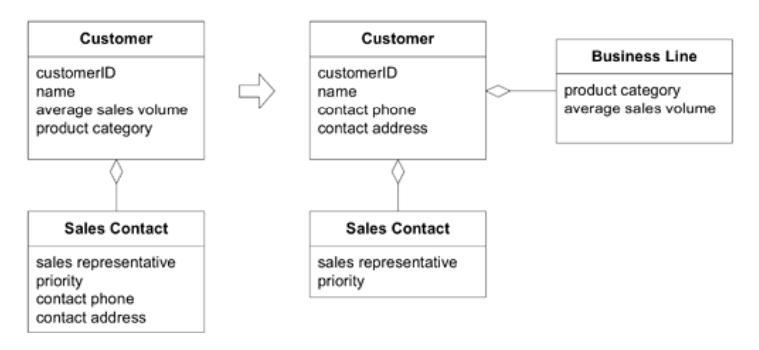 Customer
customerID
name
average sales volume
product category
Sales Contact
sales representative
priority
contact phone
contact address
Customer
customerID
name
contact phone
contact address
Sales Contact
sales representative
priority
Business Line
product category
average sales volume